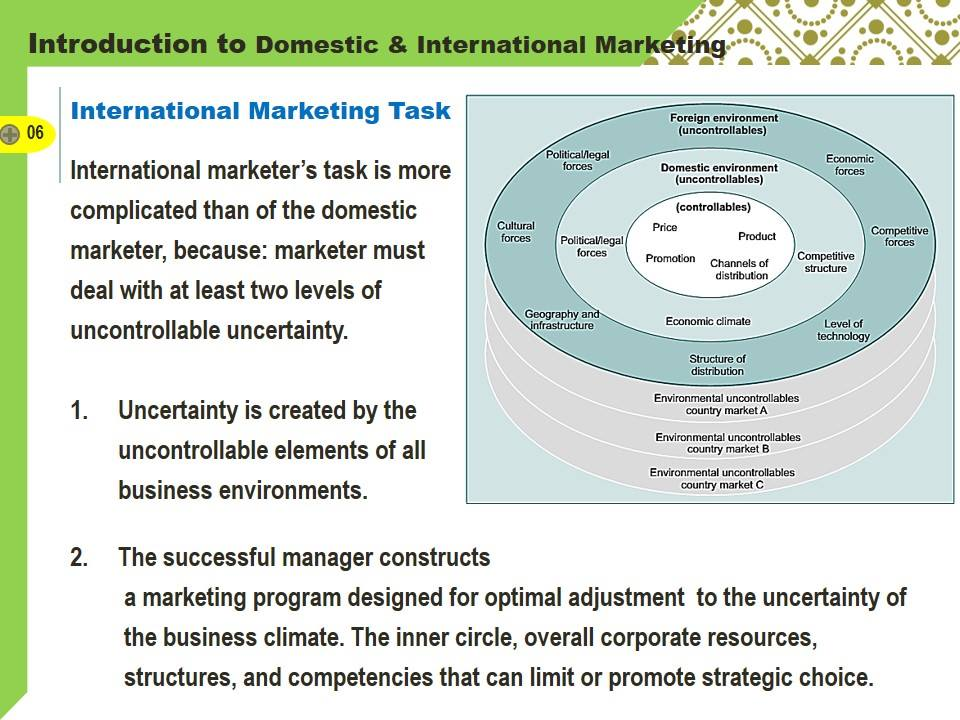 Introduction to Domestic & International Marketing
06
International Marketing Task
International marketer's task is more
complicated than of the domestic
marketer, because: marketer must
deal with at least two levels of
uncontrollable uncertainty.
1. Uncertainty is created by the
uncontrollable elements of all
business environments.
2. The successful manager constructs
a marketing program designed for optimal adjustment to the uncertainty of
the business climate. The inner circle, overall corporate resources,
structures, and competencies that can limit or promote strategic choice.
Foreign environment
(uncontrollables)
Political/legal
forces
Economic
forces
Domestic environment
(uncontrollables)
(controllables)
Price
Product
Promotion
Channels of
distribution
Cultural
forces
Political/legal
forces
Competitive
structure
Competitive
forces
Economic climate
Geography and
infrastructure
Level of
technology
Structure of
distribution
Environmental uncontrollables
country market A
Environmental uncontrollables
country market B
Environmental uncontrollables
country market C